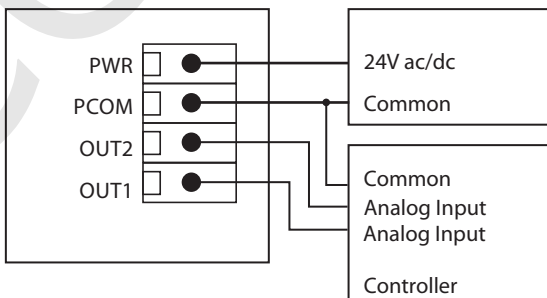 PWR
PCOM
OUT2
OUT1
24V ac/dc
Common
Common
Analog Input
Analog Input
Controller